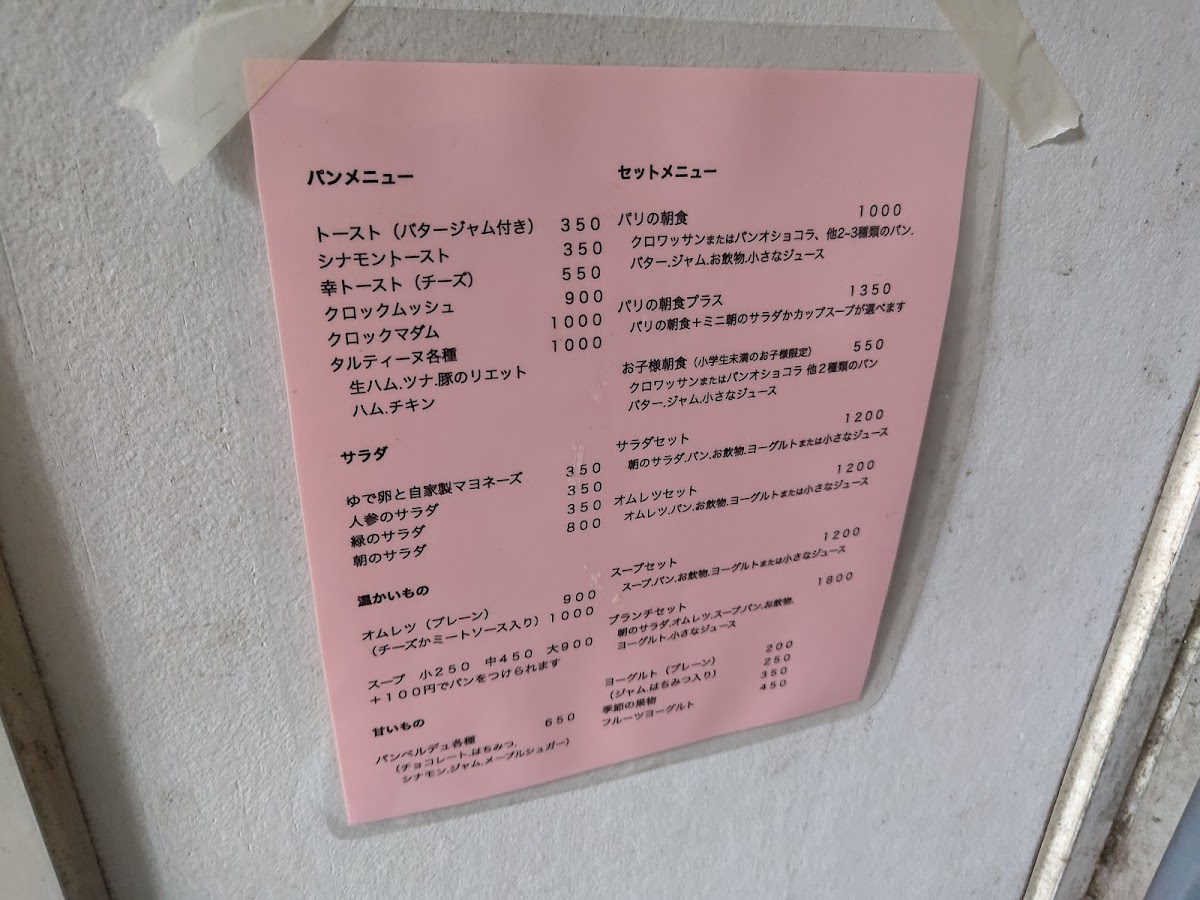 パンメニュー
トースト（バタージャム付き） 350
シナモントースト 350
幸トースト（チーズ） 550
クロックムッシュ 900
クロックマダム 1000
タルティーヌ各種 1000
生ハム.ツナ.豚のリエット
ハム.チキン
サラダ
ゆで卵と自家製マヨネーズ 350
人参のサラダ 350
緑のサラダ 350
朝のサラダ 800
温かいもの
オムレツ（プレーン） 900
（チーズかミートソース入り）1000
スープ 小250 中450 大900
＋100円でパンをつけられます
甘いもの
パンペルデュ各種 650
（チョコレート.はちみつ.
シナモン.ジャム.メープルシュガー）
セットメニュー
パリの朝食 1000
クロワッサンまたはパンオショコラ、他2~3種類のパン.
バター.ジャム.お飲物.小さなジュース
パリの朝食プラス 1350
パリの朝食＋ミニ朝のサラダかカップスープが選べます
お子様朝食（小学生未満のお子様限定） 550
クロワッサンまたはパンオショコラ 他２種類のパン
バター.ジャム.小さなジュース
サラダセット 1200
朝のサラダ.パン.お飲物.ヨーグルトまたは小さなジュース
オムレツセット 1200
オムレツ.パン.お飲物.ヨーグルトまたは小さなジュース
スープセット 1200
スープ.パン.お飲物.ヨーグルトまたは小さなジュース
ブランチセット 1800
朝のサラダ.オムレツ.スープ.パン.お飲物.
ヨーグルト.小さなジュース
ヨーグルト（プレーン） 200
（ジャム.はちみつ入り） 250
季節の果物 350
フルーツヨーグルト 450